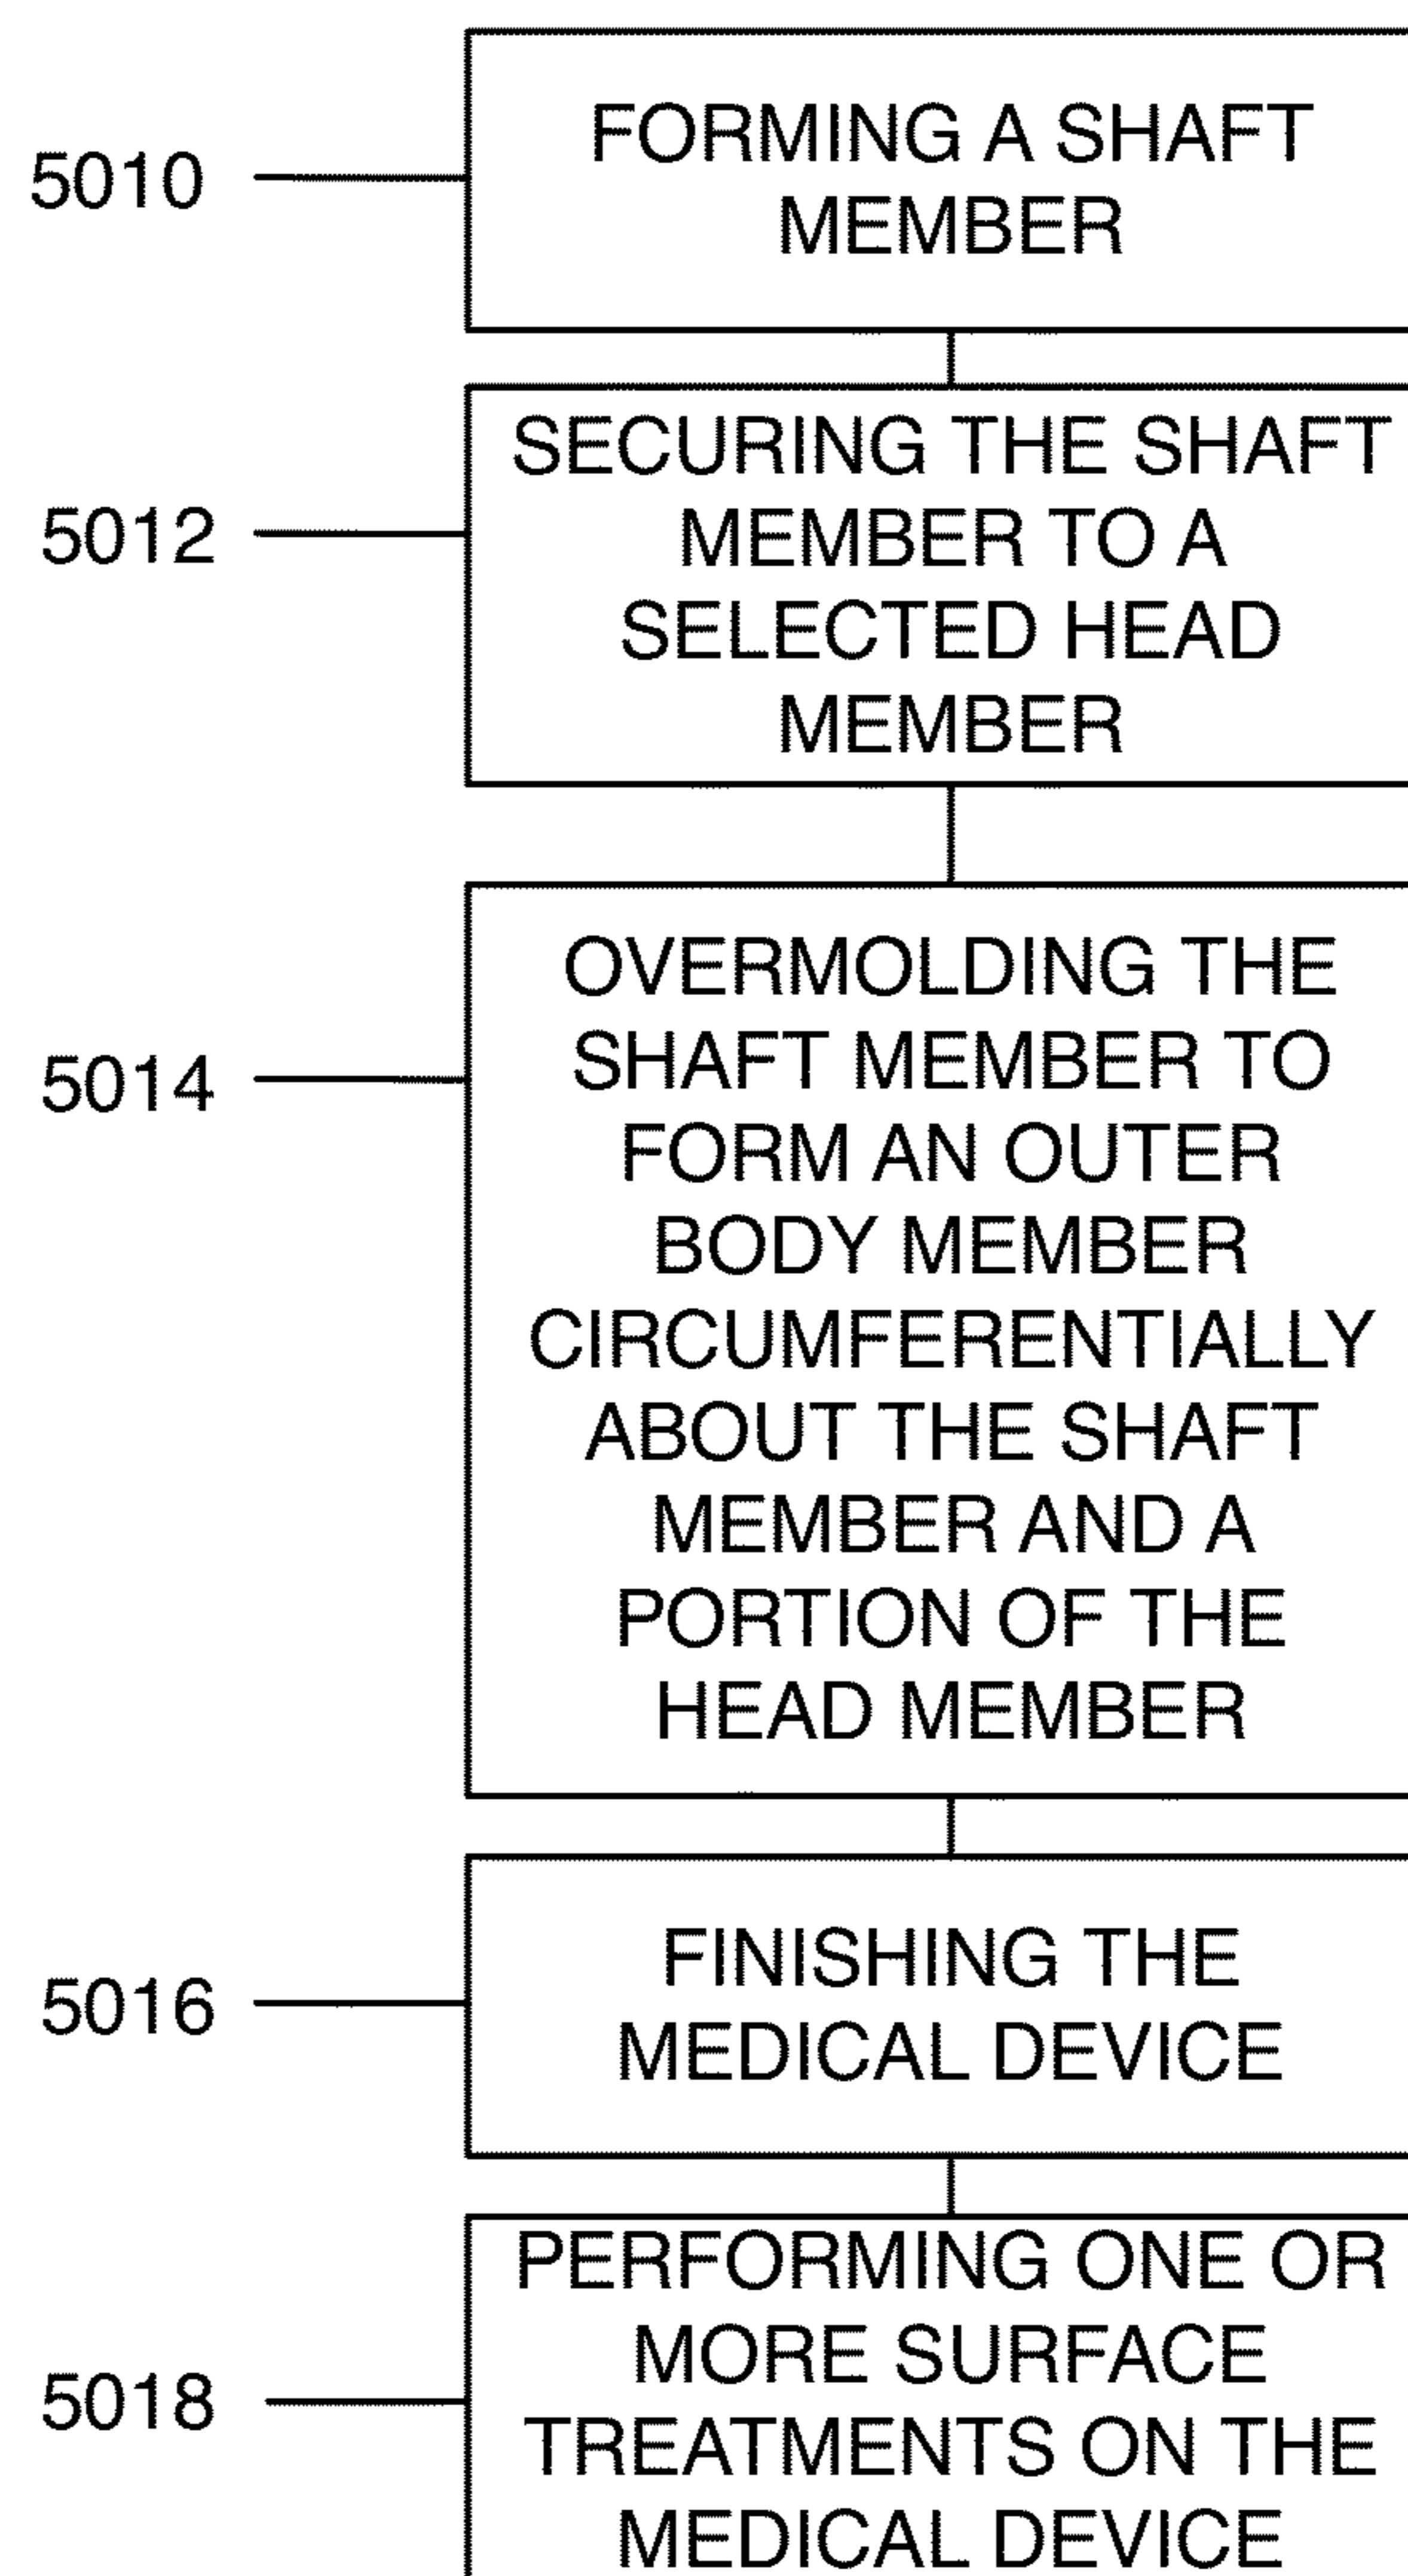 FORMING A SHAFT
MEMBER
5010
SECURING THE SHAFT
MEMBER TO A
SELECTED HEAD
MEMBER
5012
OVERMOLDING THE
SHAFT MEMBER TO
FORM AN OUTER
BODY MEMBER
CIRCUMFERENTIALLY
ABOUT THE SHAFT
MEMBER AND A
PORTION OF THE
HEAD MEMBER
5014
FINISHING THE
MEDICAL DEVICE
5016
PERFORMING ONE OR
MORE SURFACE
TREATMENTS ON THE
MEDICAL DEVICE
5018